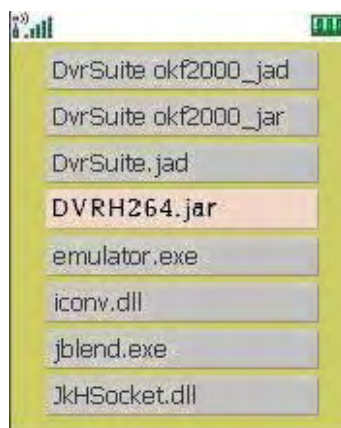 DvrSuite okf2000_jad
DvrSuite okf2000_jar
DvrSuite.jad
DVRH264.jar
emulator.exe
iconv.dll
jblend.exe
JkHSocket.dll